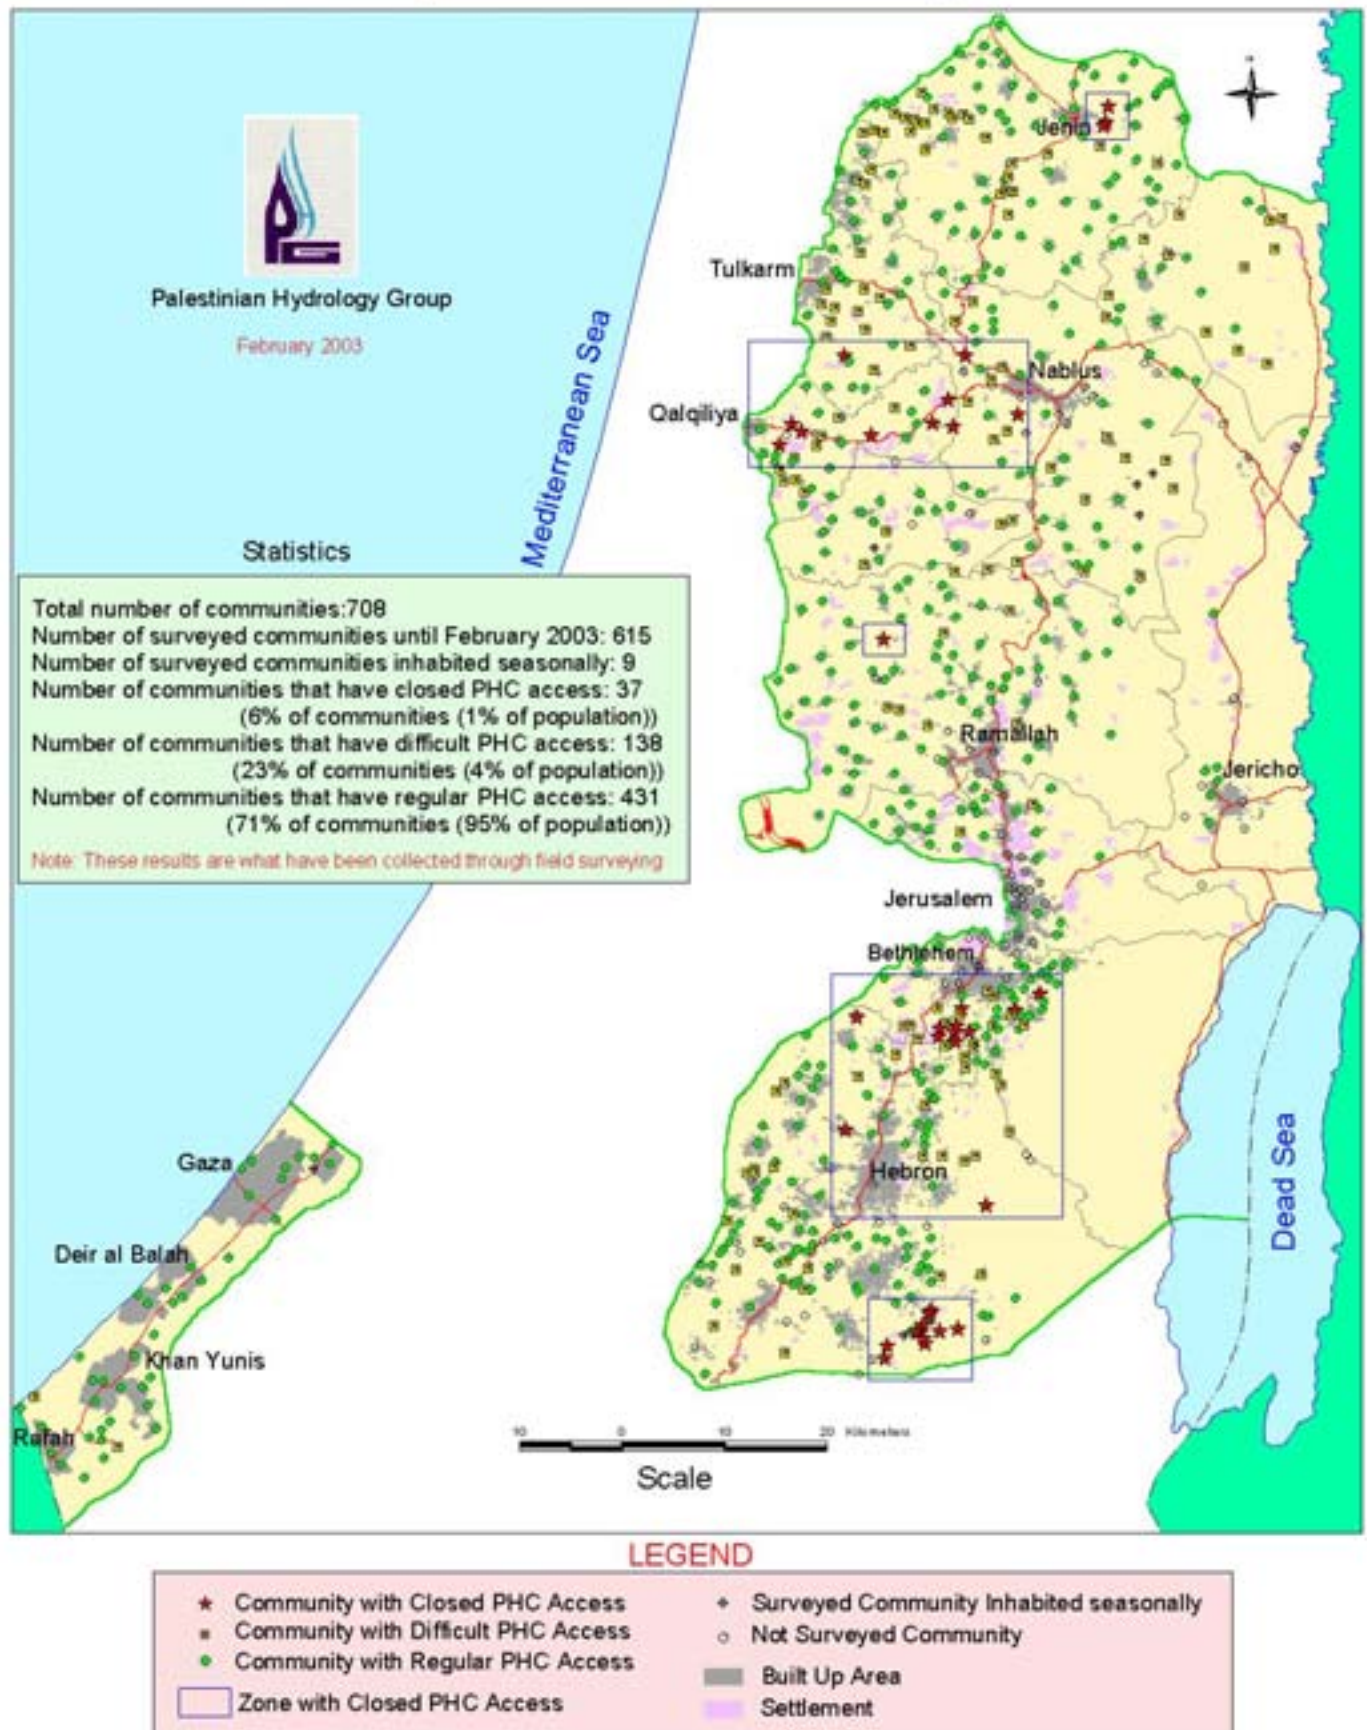 Jenin
Tulkarm
Palestinian Hydrology Group
February 2003
Mediterranean Sea
Nablus
Qalqiliya
Statistics
Total number of communities:708
Number of surveyed communities until February 2003: 615
Number of surveyed communities inhabited seasonally: 9
Number of communities that have closed PHC access: 37
(6% of communities (1% of population))
Number of communities that have difficult PHC access: 138
(23% of communities (4% of population))
Number of communities that have regular PHC access: 431
(71% of communities (95% of population))
Note: These results are what have been collected through field surveying
Ramallah
Jericho
Jerusalem
Bethlehem
Gaza
Hebron
Dead Sea
Deir al Balah
Khan Yunis
Rafah
10 0 10 20 Kilometers
Scale
LEGEND
Community with Closed PHC Access
Community with Difficult PHC Access
Community with Regular PHC Access
Zone with Closed PHC Access
Surveyed Community Inhabited seasonally
Not Surveyed Community
Built Up Area
Settlement